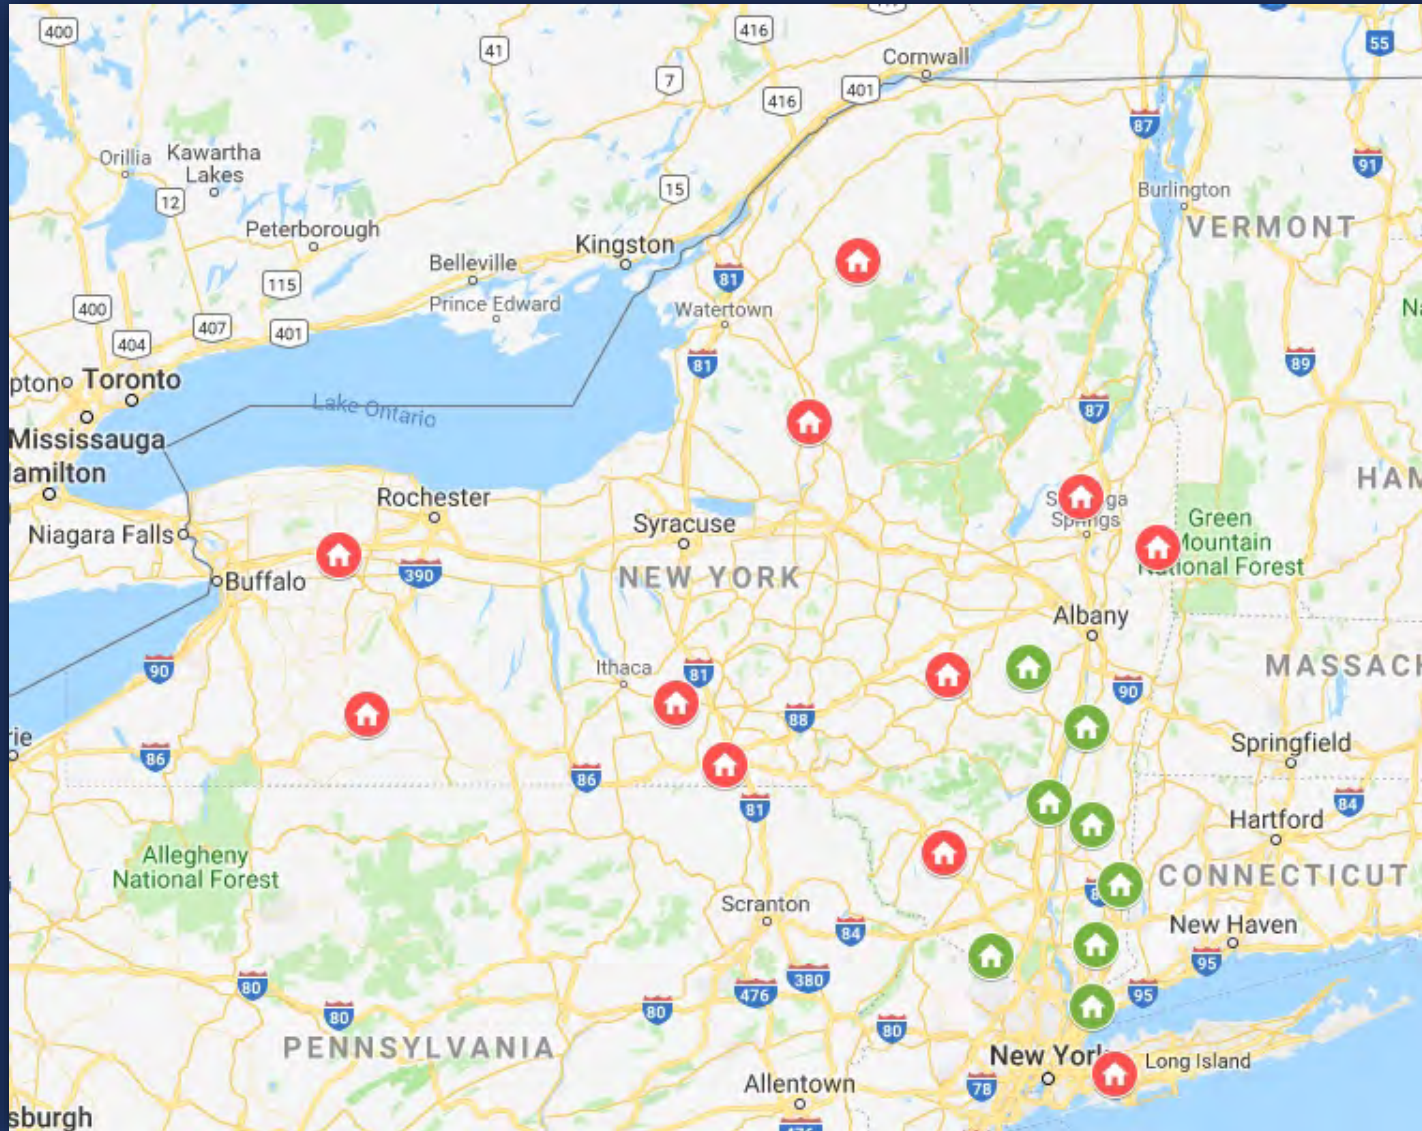 400
416
41
Cornwall
55
7
401
416
87
Orillia
Kawartha
Lakes
91
15
Burlington
12
VERMONT
Peterborough
Kingston
Belleville
81
115
Prince Edward
Watertown
400
407
401
404
81
89
Toronto
Lake Ontario
87
Mississauga
Rochester
Springs
Green
Mountain
National Forest
Syracuse
Niagara Falls
390
NEW YORK
Buffalo
Albany
90
Ithaca
81
90
88
86
86
Springfield
81
84
Hartford
Allegheny
National Forest
CONNECTICUT
Scranton
84
New Haven
95
80
476
380
95
80
80
80
PENNSYLVANIA
New York
Long Island
78
Allentown